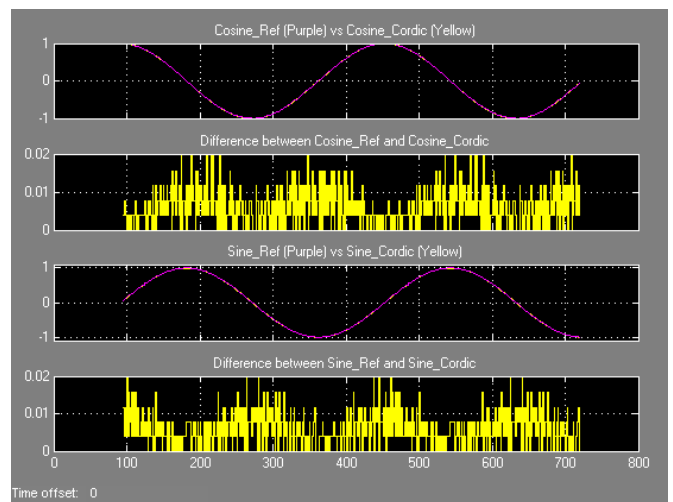 Cosine_Ref (Purple) vs Cosine_Cordic (Yellow)
1
0
-1
Difference between Cosine_Ref and Cosine_Cordic
0.02
0.01
0
Sine_Ref (Purple) vs Sine_Cordic (Yellow)
1
0
-1
Difference between Sine_Ref and Sine_Cordic
0.02
0.01
0
0 100 200 300 400 500 600 700 800
Time offset: 0